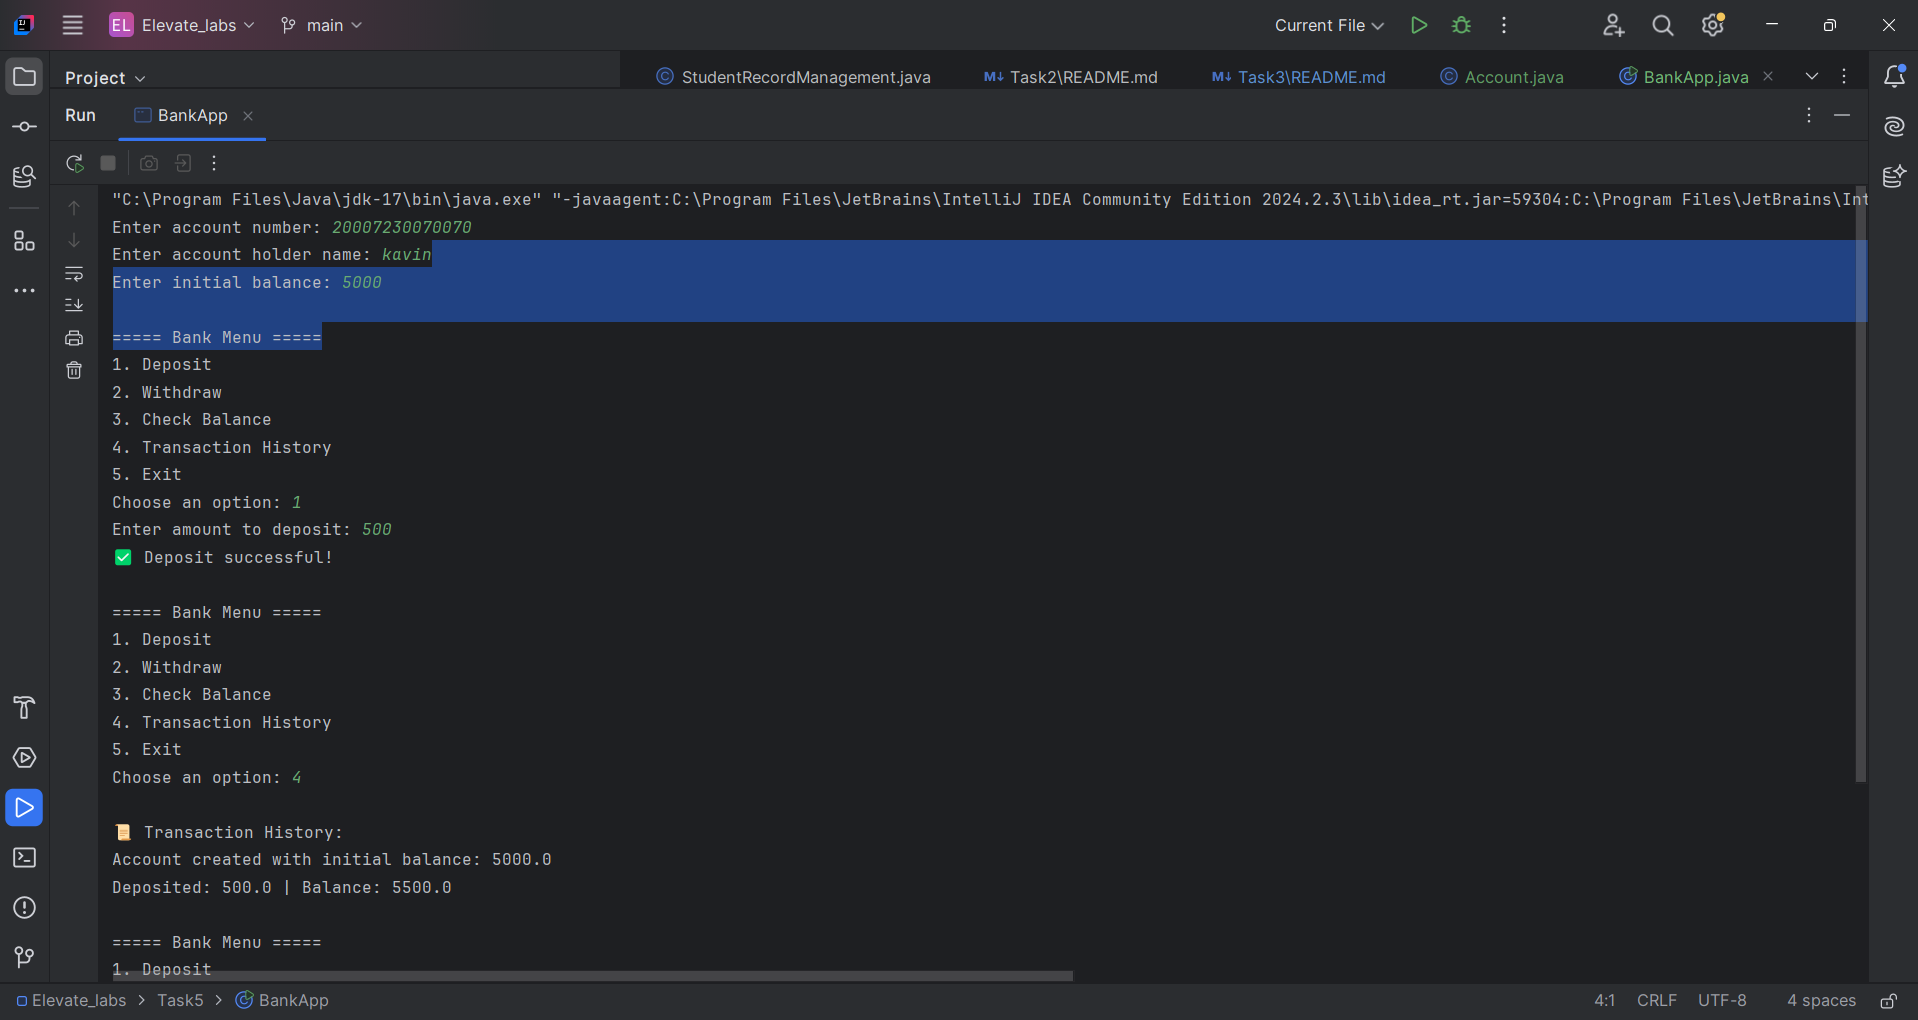 EL Elevate_labs main Current File
Project StudentRecordManagement.java M↓ Task2\README.md M↓ Task3\README.md Account.java BankApp.java
Run BankApp
"C:\Program Files\Java\jdk-17\bin\java.exe" "-javaagent:C:\Program Files\JetBrains\IntelliJ IDEA Community Edition 2024.2.3\lib\idea_rt.jar=59304:C:\Program Files\JetBrains\Int
Enter account number: 20007230070070
Enter account holder name: kavin
Enter initial balance: 5000
===== Bank Menu =====
1. Deposit
2. Withdraw
3. Check Balance
4. Transaction History
5. Exit
Choose an option: 1
Enter amount to deposit: 500
✅ Deposit successful!
===== Bank Menu =====
1. Deposit
2. Withdraw
3. Check Balance
4. Transaction History
5. Exit
Choose an option: 4
📜 Transaction History:
Account created with initial balance: 5000.0
Deposited: 500.0 | Balance: 5500.0
===== Bank Menu =====
1. Deposit
Elevate_labs > Task5 > BankApp 4:1 CRLF UTF-8 4 spaces